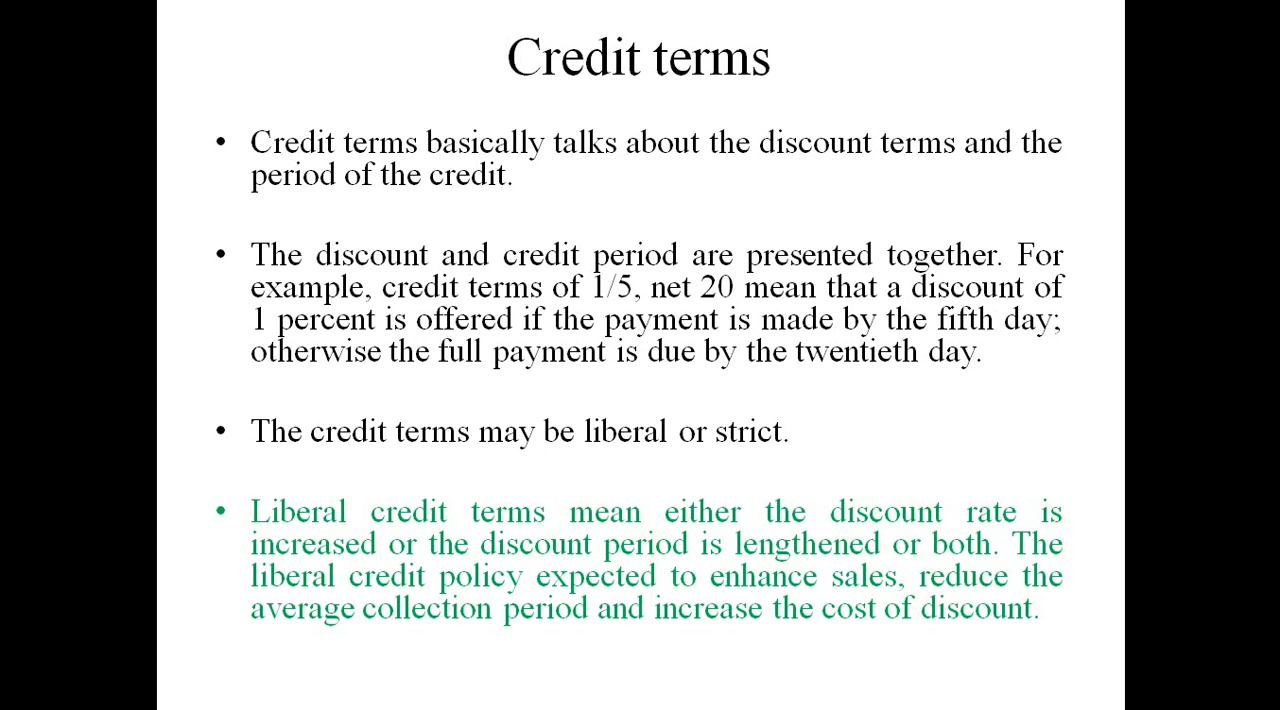 Credit terms
• Credit terms basically talks about the discount terms and the
period of the credit.
• The discount and credit period are presented together. For
example, credit terms of 1/5, net 20 mean that a discount of
1 percent is offered if the payment is made by the fifth day;
otherwise the full payment is due by the twentieth day.
• The credit terms may be liberal or strict.
• Liberal credit terms mean either the discount rate is
increased or the discount period is lengthened or both. The
liberal credit policy expected to enhance sales, reduce the
average collection period and increase the cost of discount.